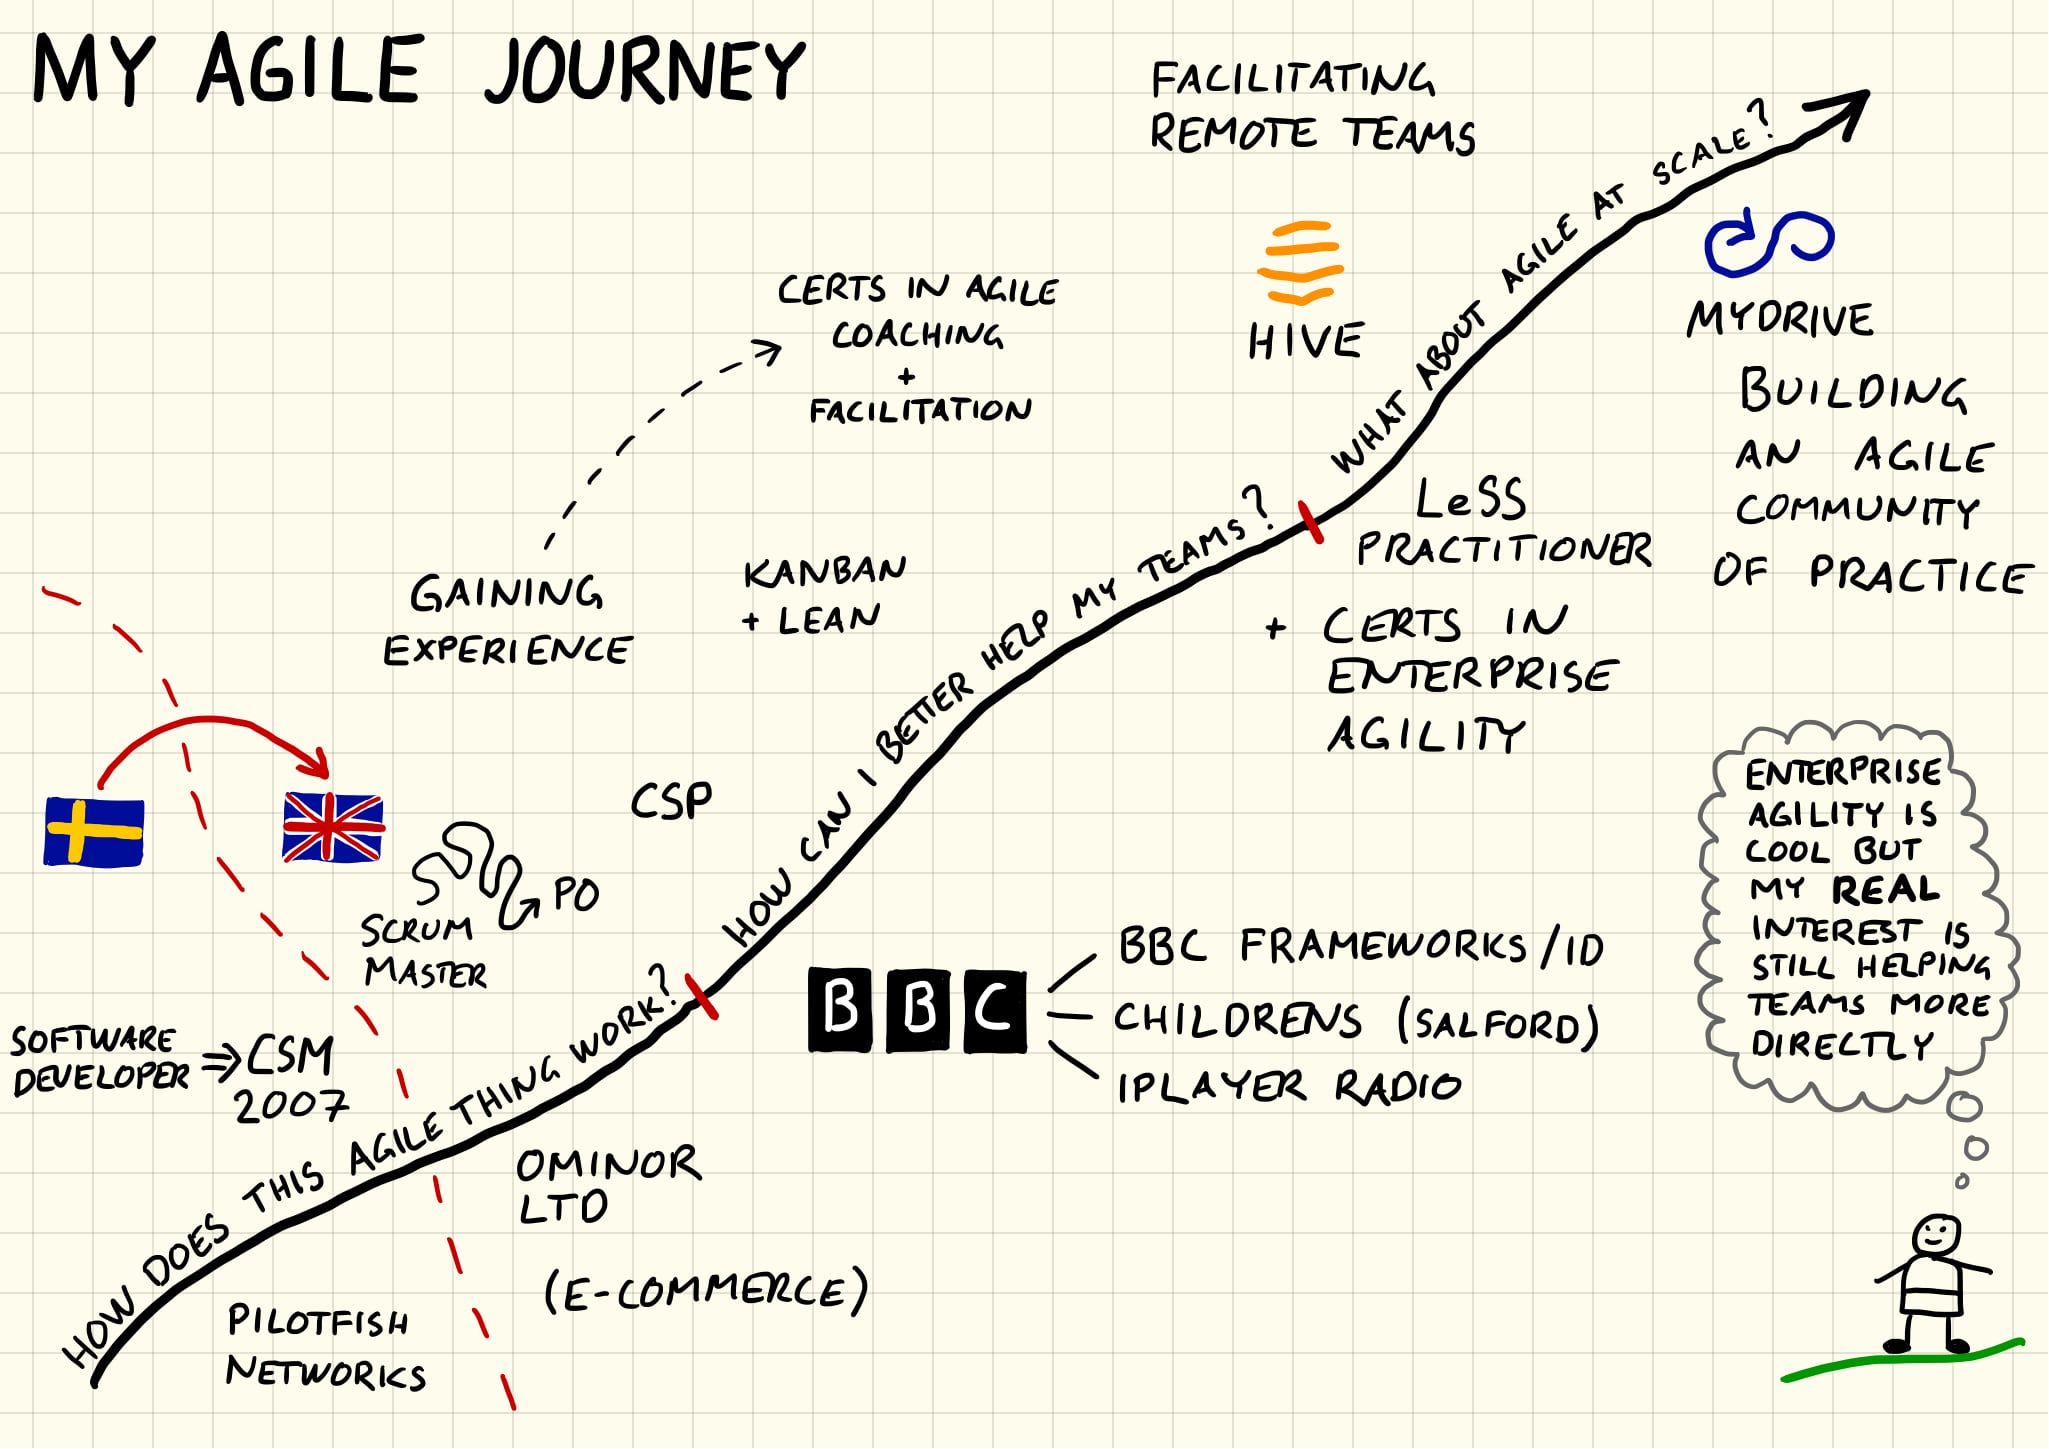 MY AGILE JOURNEY
FACILITATING
REMOTE TEAMS
HIVE
WHAT ABOUT AGILE AT SCALE?
MYDRIVE
BUILDING
AN AGILE
COMMUNITY
OF PRACTICE
CERTS IN AGILE
COACHING
+
FACILITATION
GAINING
EXPERIENCE
KANBAN
+ LEAN
HOW CAN I BETTER HELP MY TEAMS?
LeSS
PRACTITIONER
+ CERTS IN
ENTERPRISE
AGILITY
CSP
SCRUM
MASTER
PO
SOFTWARE
DEVELOPER
⇒ CSM
2007
HOW DOES THIS AGILE THING WORK?
PILOTFISH
NETWORKS
OMINOR
LTD
(E-COMMERCE)
BBC
BBC FRAMEWORKS/ID
CHILDRENS (SALFORD)
IPLAYER RADIO
ENTERPRISE
AGILITY IS
COOL BUT
MY REAL
INTEREST IS
STILL HELPING
TEAMS MORE
DIRECTLY